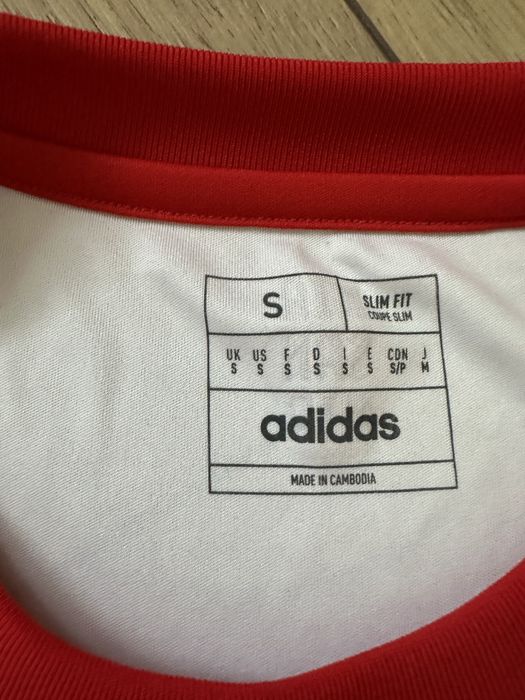 S
SLIM FIT
COUPE SLIM
UK US F D I E CDN J
S S S S S S S/P M
adidas
MADE IN CAMBODIA